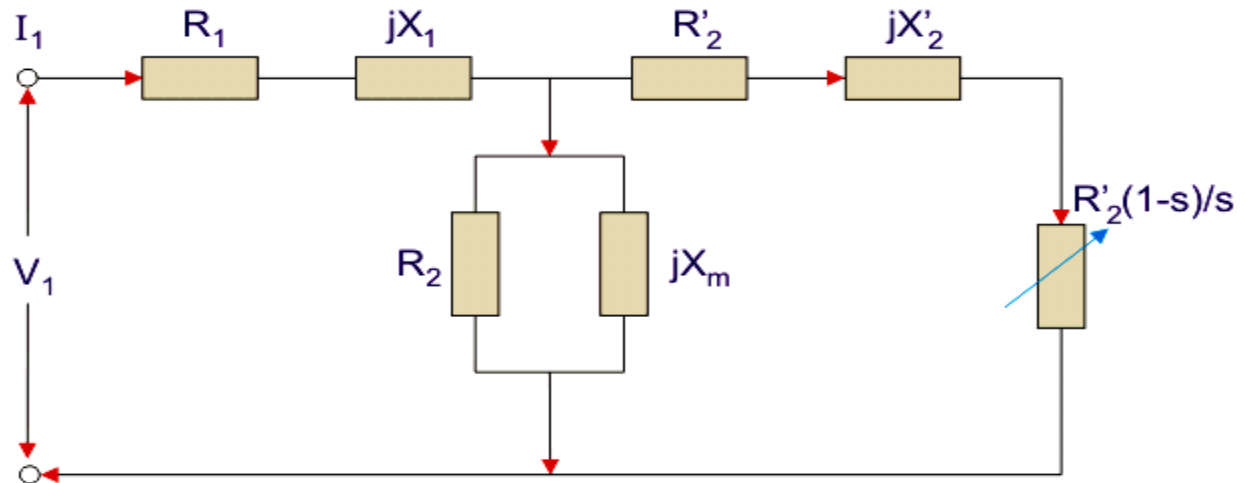 I₁
R₁
jX₁
R'₂
jX'₂
R'₂(1-s)/s
R₂
jXₘ
V₁